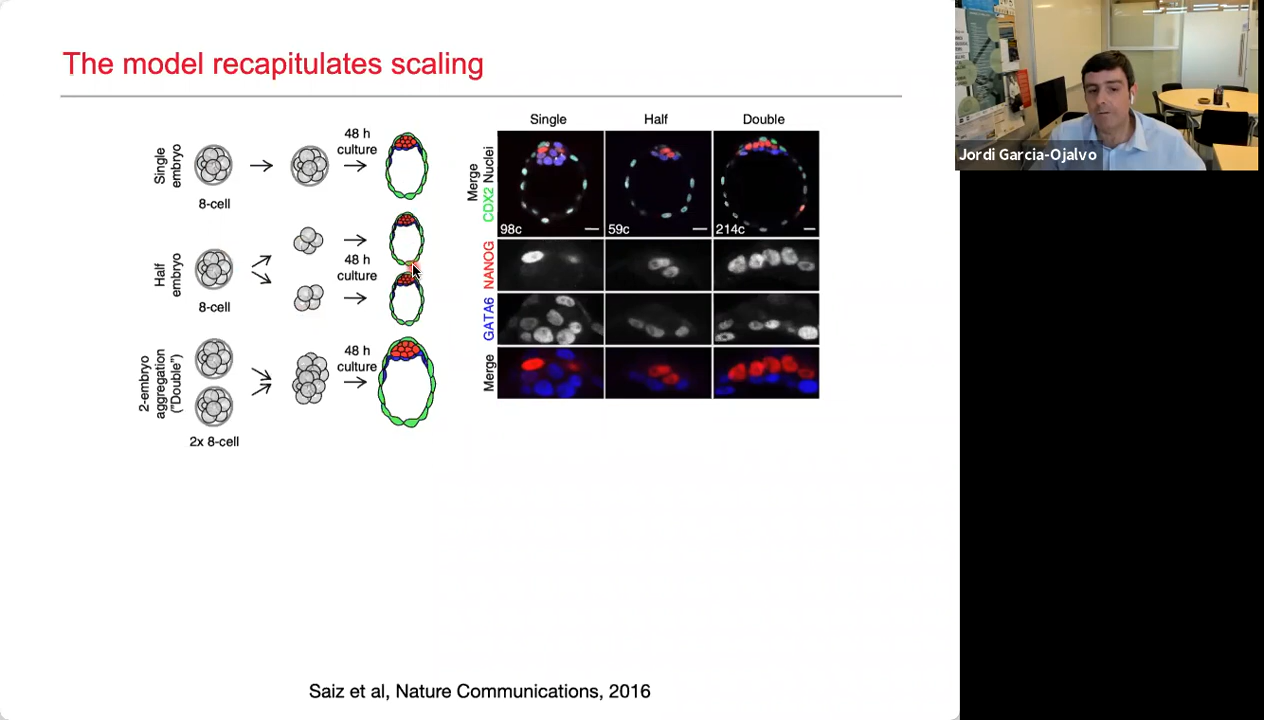 The model recapitulates scaling
Single
embryo
8-cell
48 h
culture
Half
embryo
8-cell
48 h
culture
2-embryo
aggregation
("Double")
2x 8-cell
48 h
culture
Single
Half
Double
Merge
CDX2 Nuclei
98c
59c
214c
NANOG
GATA6
Merge
Saiz et al, Nature Communications, 2016
Jordi Garcia-Ojalvo